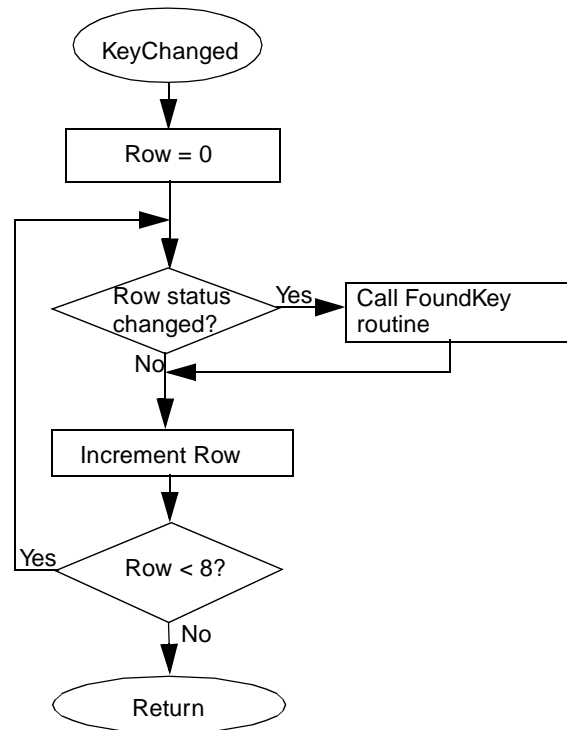 KeyChanged
Row = 0
Row status
changed?
Yes
Call FoundKey
routine
No
Increment Row
Yes
Row < 8?
No
Return